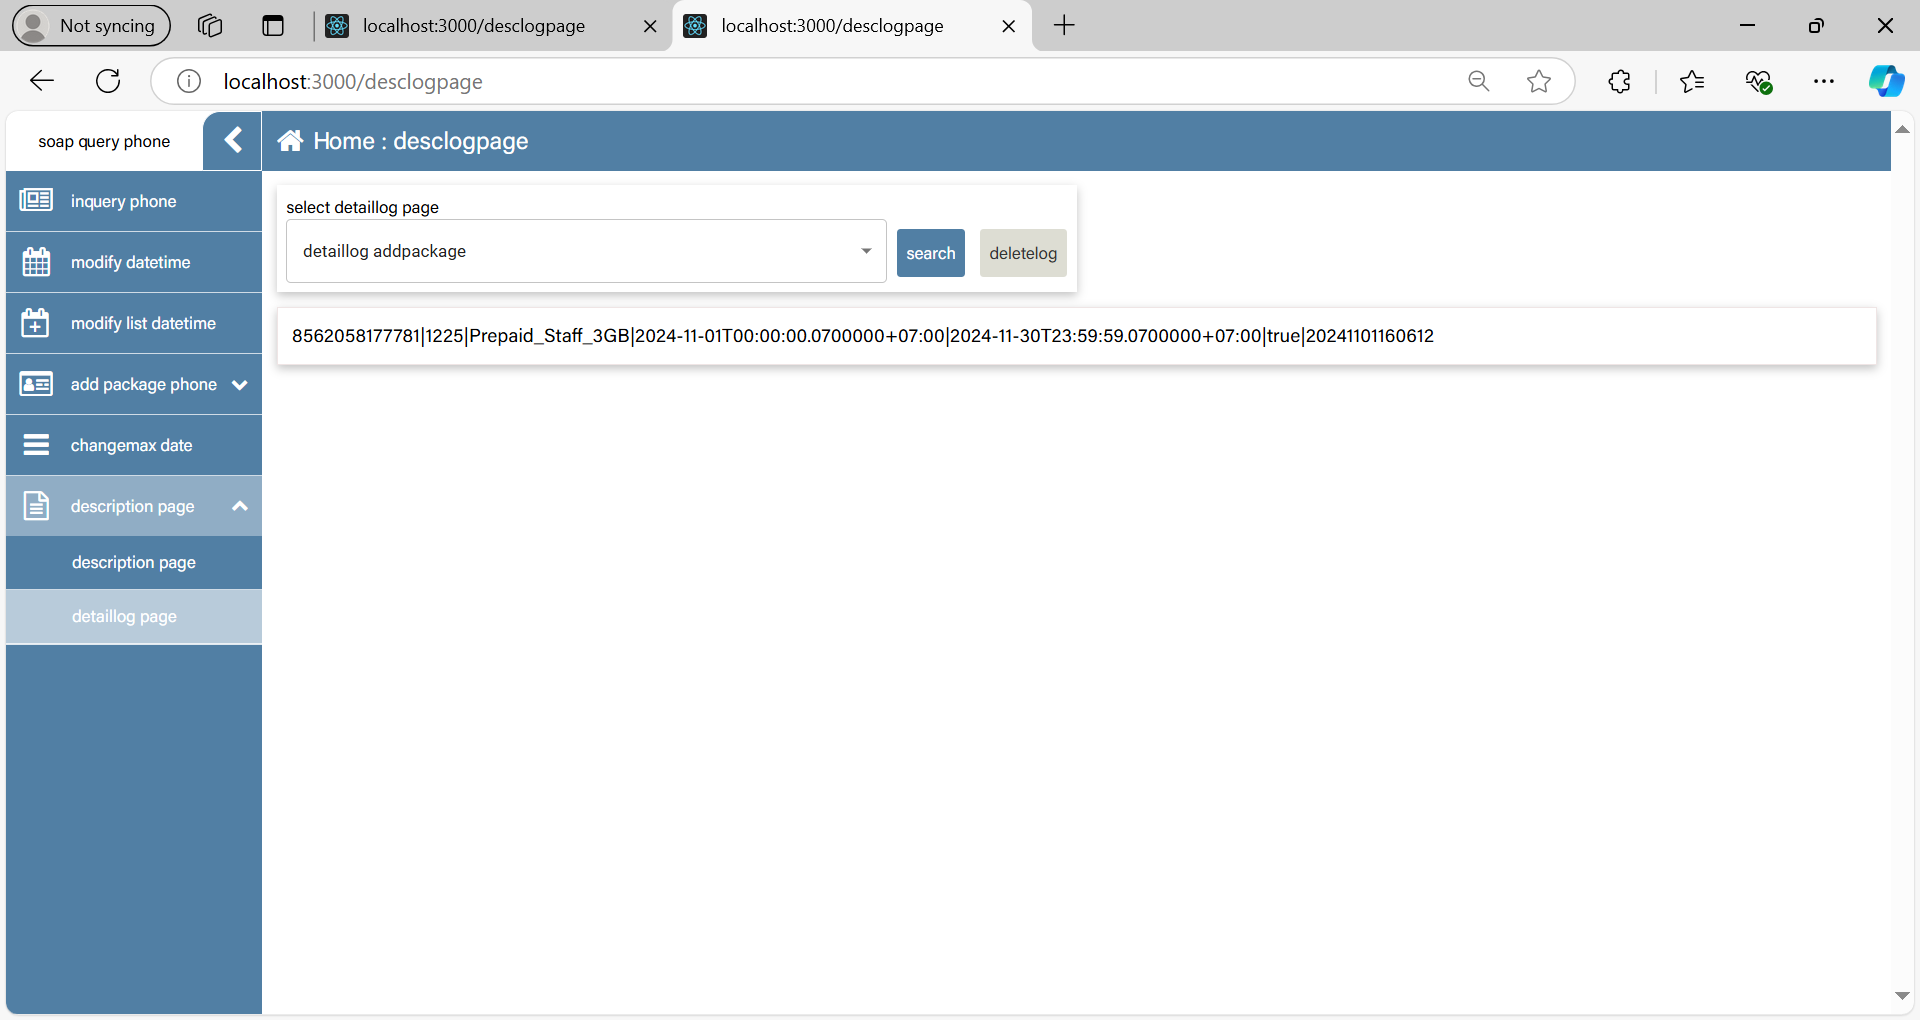 Not syncing
localhost:3000/desclogpage
localhost:3000/desclogpage
localhost:3000/desclogpage
soap query phone
Home : desclogpage
inquery phone
modify datetime
modify list datetime
add package phone
changemax date
description page
description page
detaillog page
select detaillog page
detaillog addpackage
search
deletelog
8562058177781|1225|Prepaid_Staff_3GB|2024-11-01T00:00:00.0700000+07:00|2024-11-30T23:59:59.0700000+07:00|true|20241101160612